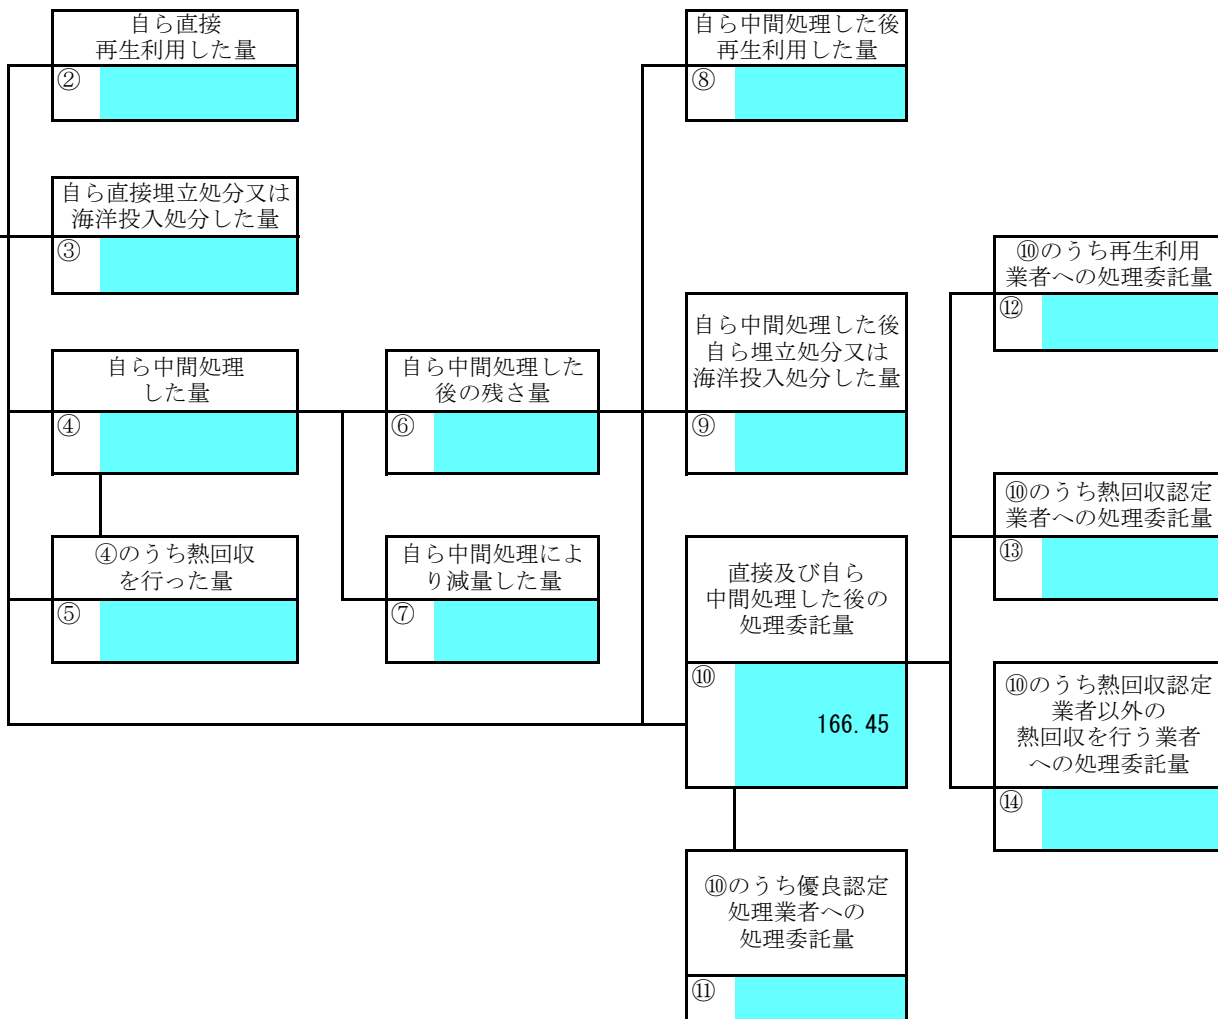 自ら直接
再生利用した量
②
自ら直接埋立処分又は
海洋投入処分した量
③
自ら中間処理
した量
④
④のうち熱回収
を行った量
⑤
自ら中間処理した
後の残さ量
⑥
自ら中間処理によ
り減量した量
⑦
自ら中間処理した後
再生利用した量
⑧
自ら中間処理した後
自ら埋立処分又は
海洋投入処分した量
⑨
直接及び自ら
中間処理した後の
処理委託量
⑩
166.45
⑩のうち優良認定
処理業者への
処理委託量
⑪
⑩のうち再生利用
業者への処理委託量
⑫
⑩のうち熱回収認定
業者への処理委託量
⑬
⑩のうち熱回収認定
業者以外の
熱回収を行う業者
への処理委託量
⑭